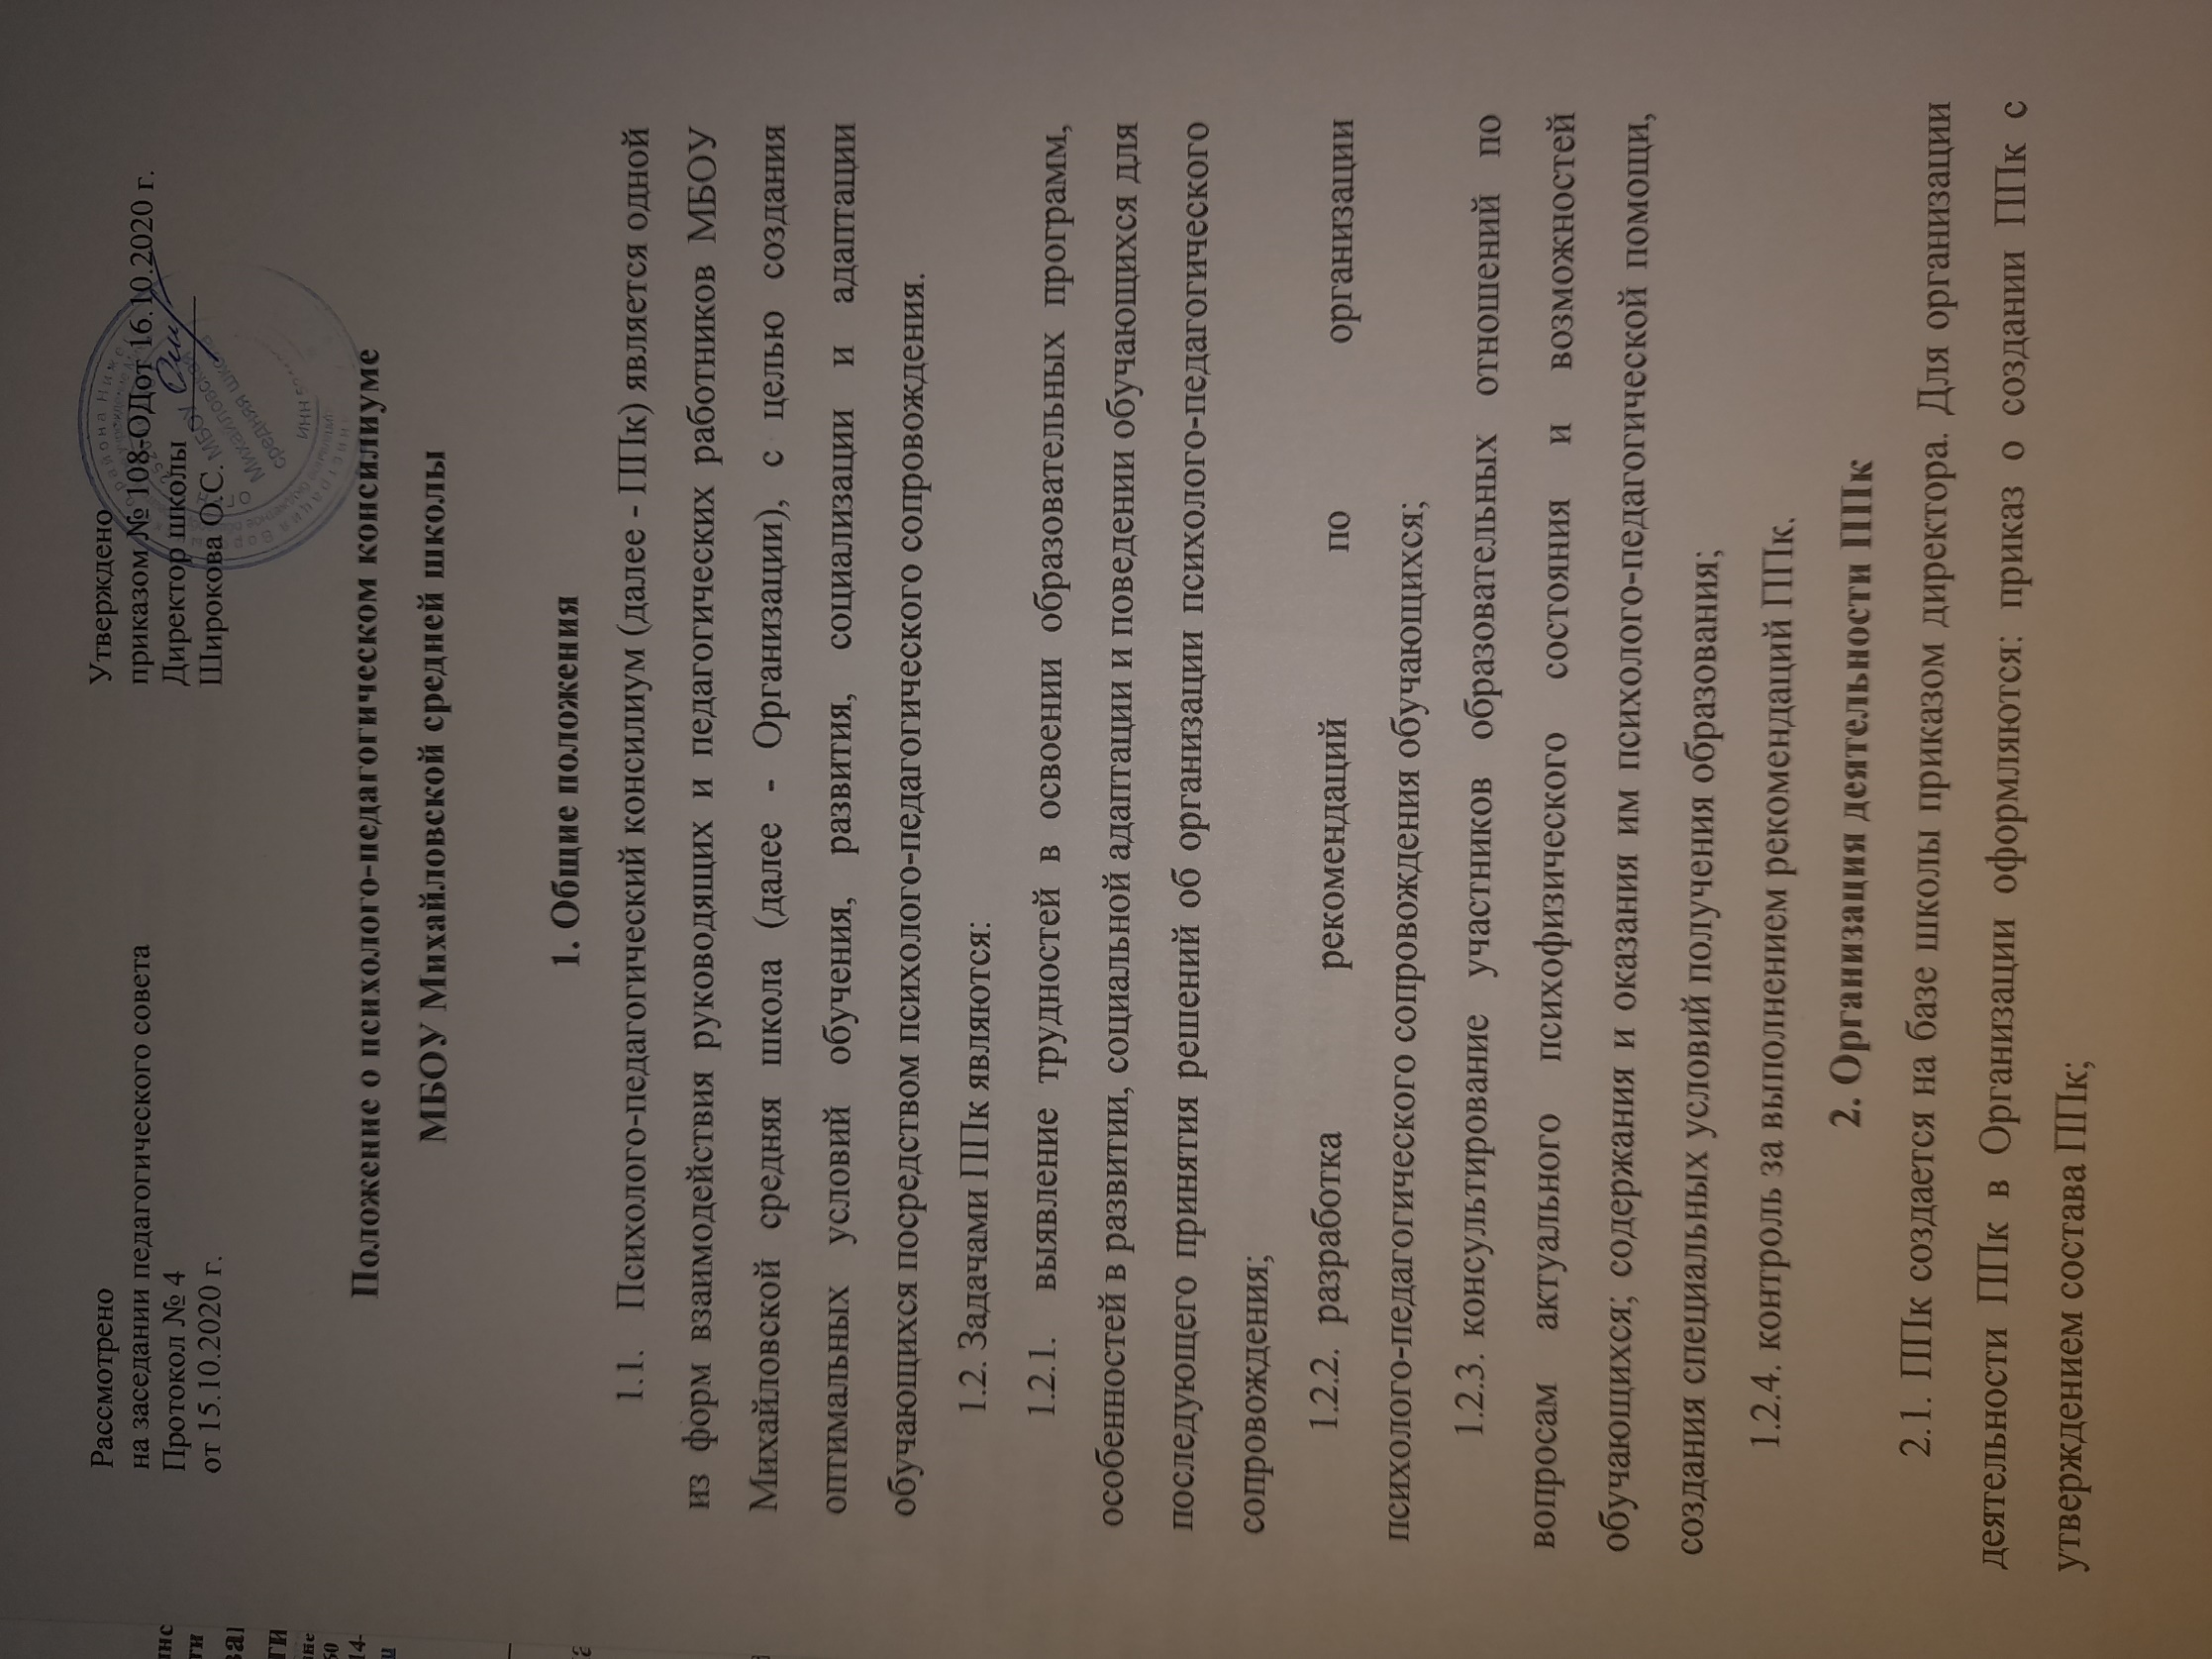 Рассмотрено
на заседании педагогического совета
Протокол № 4
от 15.10.2020 г.
Утверждено
приказом № 108-ОДот 16.10.2020 г.
Директор школы
Широкова О.С.
МБОУ
Михайловская
средняя школа
ИНН
Положение о психолого-педагогическом консилиуме
МБОУ Михайловской средней школы
1. Общие положения
1.1. Психолого-педагогический консилиум (далее - ППк) является одной
из форм взаимодействия руководящих и педагогических работников МБОУ
Михайловской средняя школа (далее - Организации), с целью создания
оптимальных условий обучения, развития, социализации и адаптации
обучающихся посредством психолого-педагогического сопровождения.
1.2. Задачами ППк являются:
1.2.1. выявление трудностей в освоении образовательных программ,
особенностей в развитии, социальной адаптации и поведении обучающихся для
последующего принятия решений об организации психолого-педагогического
сопровождения;
1.2.2. разработка рекомендаций по организации
психолого-педагогического сопровождения обучающихся;
1.2.3. консультирование участников образовательных отношений по
вопросам актуального психофизического состояния и возможностей
обучающихся; содержания и оказания им психолого-педагогической помощи,
создания специальных условий получения образования;
1.2.4. контроль за выполнением рекомендаций ППк.
2. Организация деятельности ППк
2.1. ППк создается на базе школы приказом директора. Для организации
деятельности ППк в Организации оформляются: приказ о создании ППк с
утверждением состава ППк;